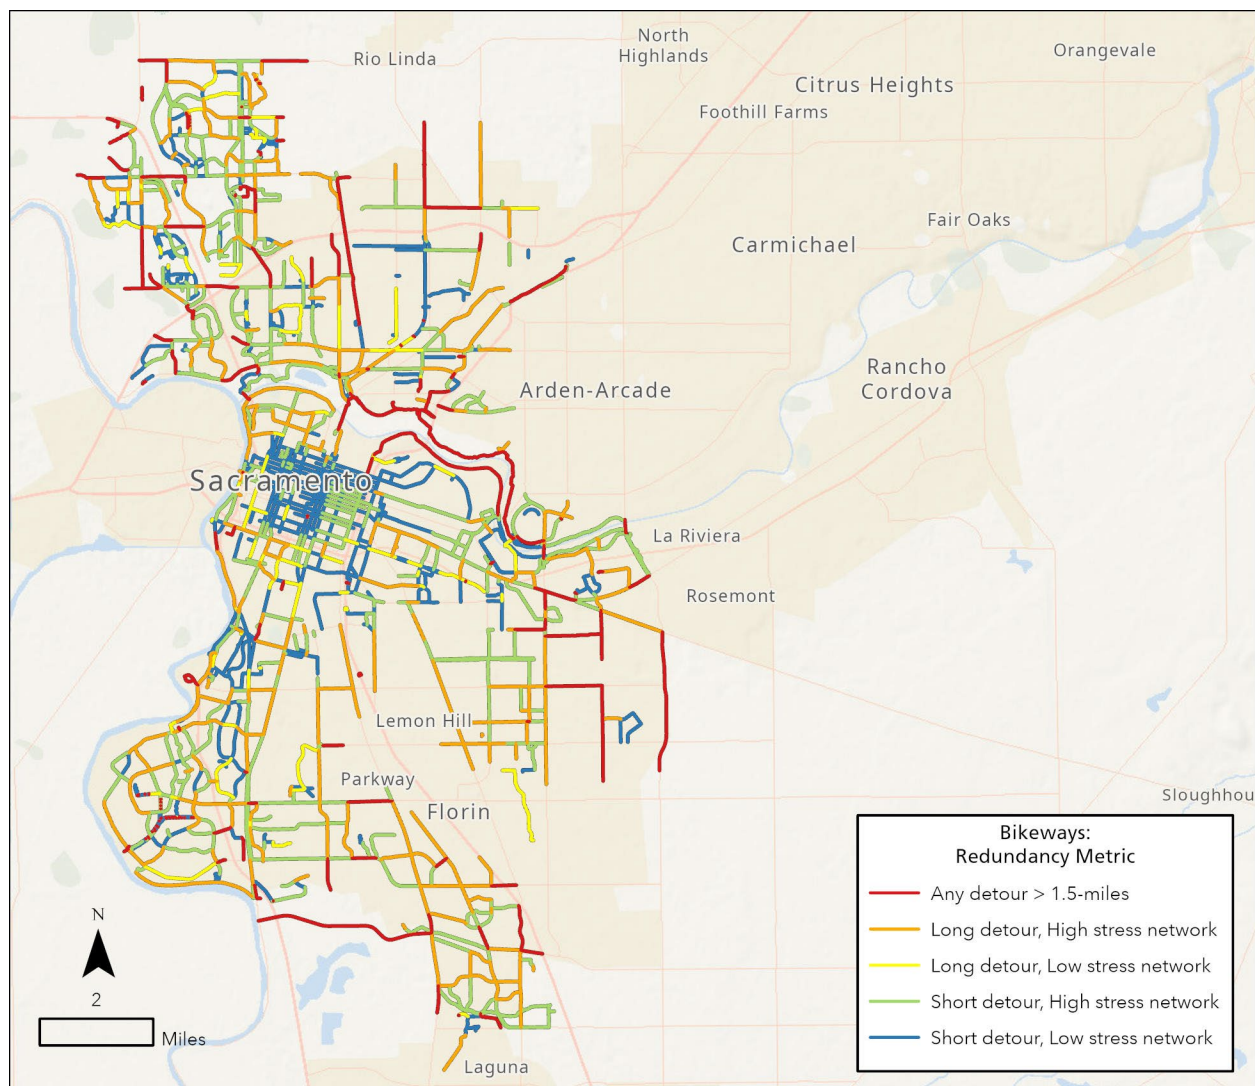 North
Highlands
Orangevale
Rio Linda
Citrus Heights
Foothill Farms
Fair Oaks
Carmichael
Rancho
Cordova
Arden-Arcade
Sacramento
La Riviera
Rosemont
Lemon Hill
Parkway
Florin
Sloughhou
Laguna
N
2
Miles
Bikeways:
Redundancy Metric
Any detour > 1.5-miles
Long detour, High stress network
Long detour, Low stress network
Short detour, High stress network
Short detour, Low stress network